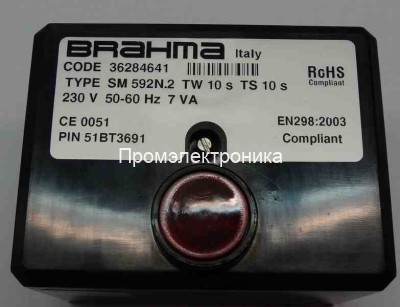 BRAHMA Italy
CODE 36284641
RoHS
Compliant
TYPE SM 592N.2 TW 10 s TS 10 s
230 V 50-60 Hz 7 VA
CE 0051
EN298:2003
PIN 51BT3691
Compliant
Промэлектроника